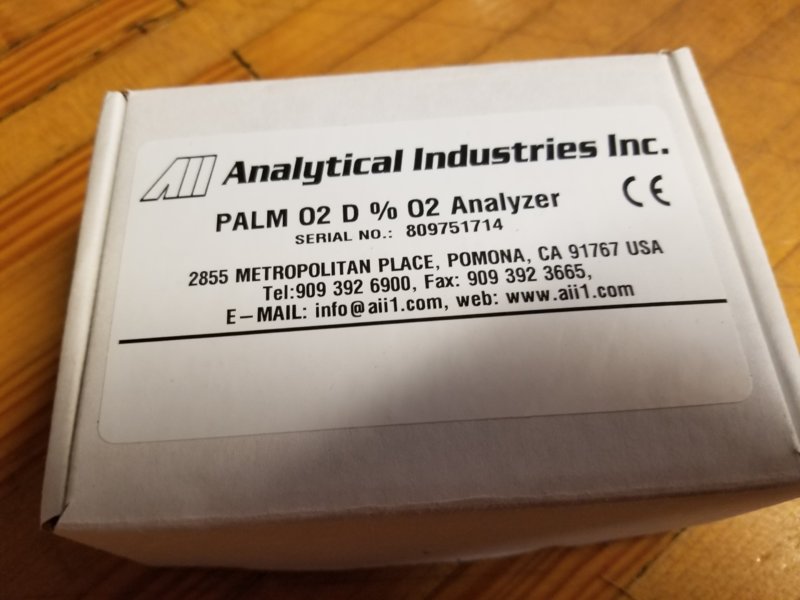 AII Analytical Industries Inc.
PALM O2 D % O2 Analyzer
CE
SERIAL NO.: 809751714
2855 METROPOLITAN PLACE, POMONA, CA 91767 USA
Tel:909 392 6900, Fax: 909 392 3665,
E-MAIL: info@aii1.com, web: www.aii1.com